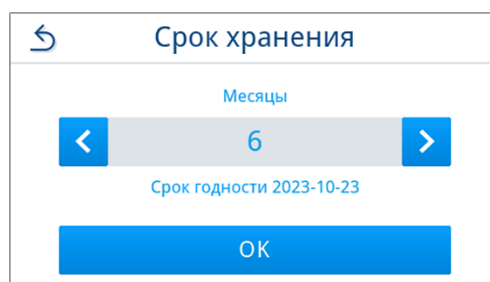 Срок хранения
Месяцы
6
Срок годности 2023-10-23
OK